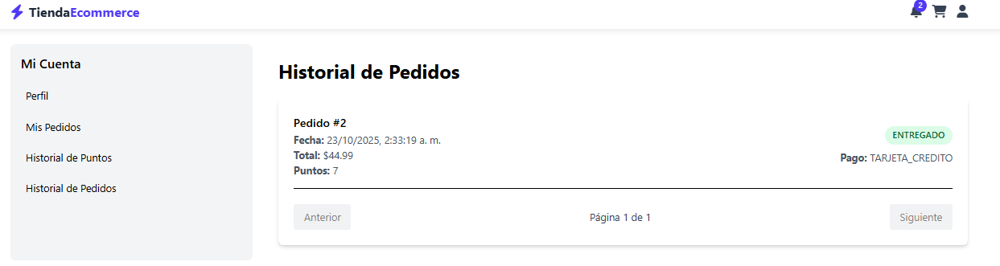 TiendaEcommerce
2
Mi Cuenta
Perfil
Mis Pedidos
Historial de Puntos
Historial de Pedidos
Historial de Pedidos
Pedido #2
Fecha: 23/10/2025, 2:33:19 a. m.
Total: $44.99
Puntos: 7
ENTREGADO
Pago: TARJETA_CREDITO
Anterior
Página 1 de 1
Siguiente